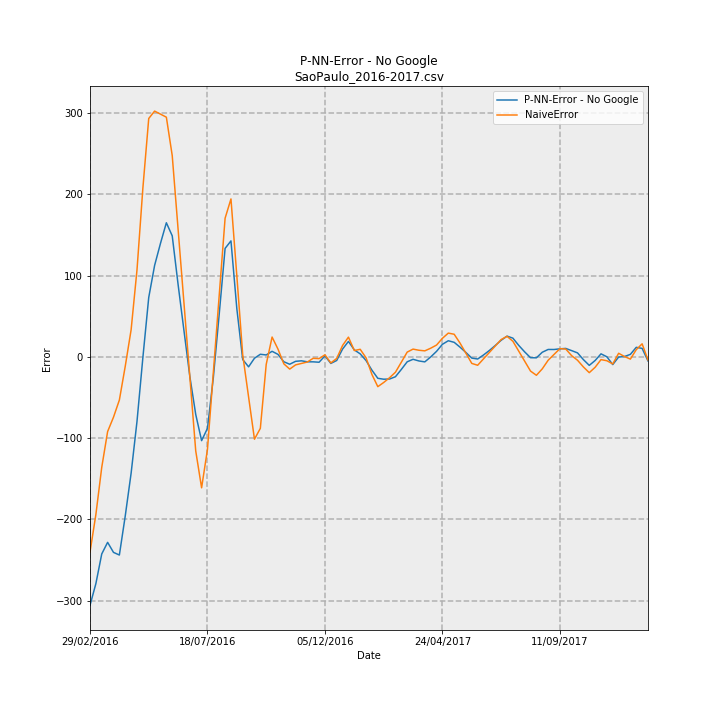 P-NN-Error - No Google
SaoPaulo_2016-2017.csv
P-NN-Error - No Google
NaiveError
300
200
100
0
−100
−200
−300
Error
29/02/2016
18/07/2016
05/12/2016
24/04/2017
11/09/2017
Date